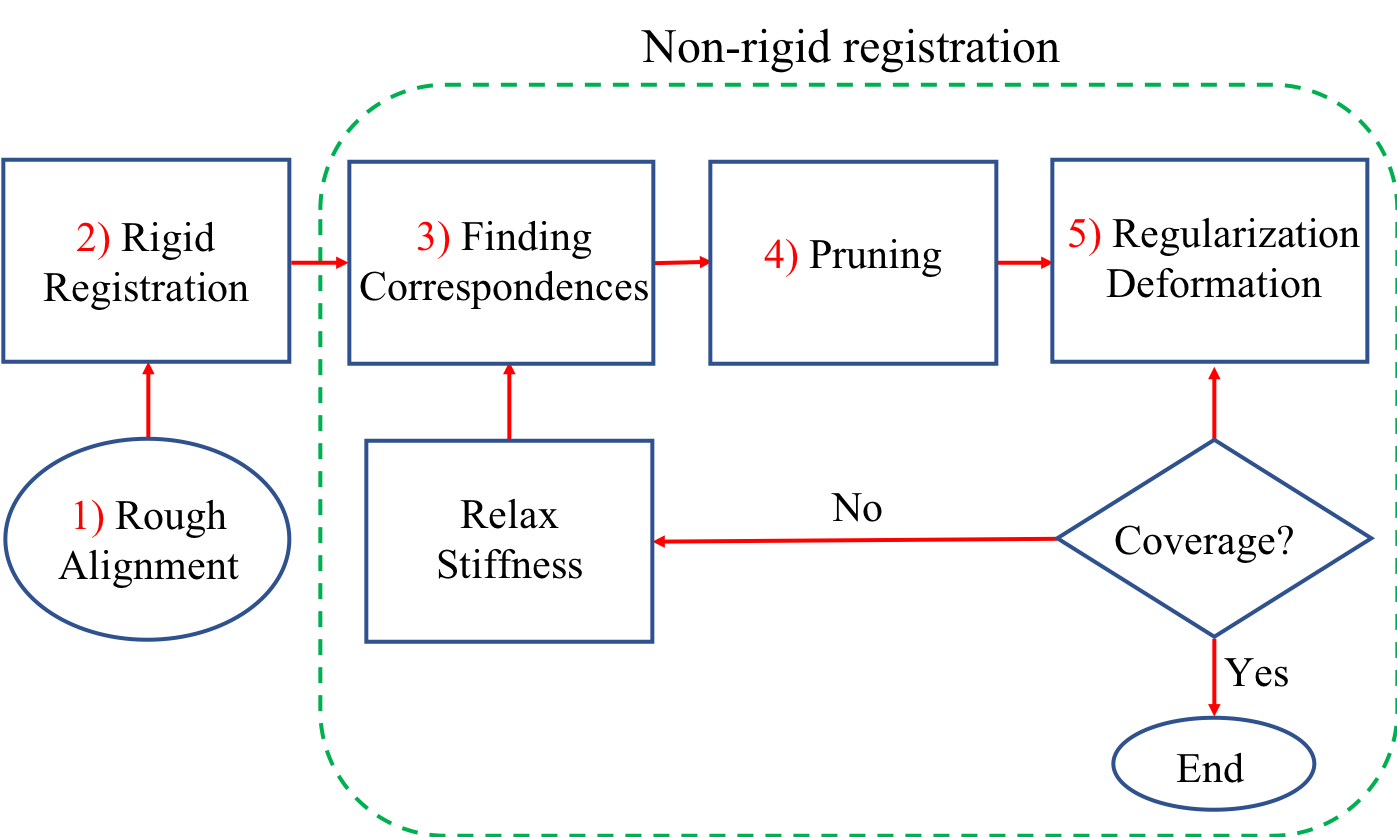 Non-rigid registration
2) Rigid
Registration
3) Finding
Correspondences
4) Pruning
5) Regularization
Deformation
1) Rough
Alignment
Relax
Stiffness
No
Coverage?
Yes
End